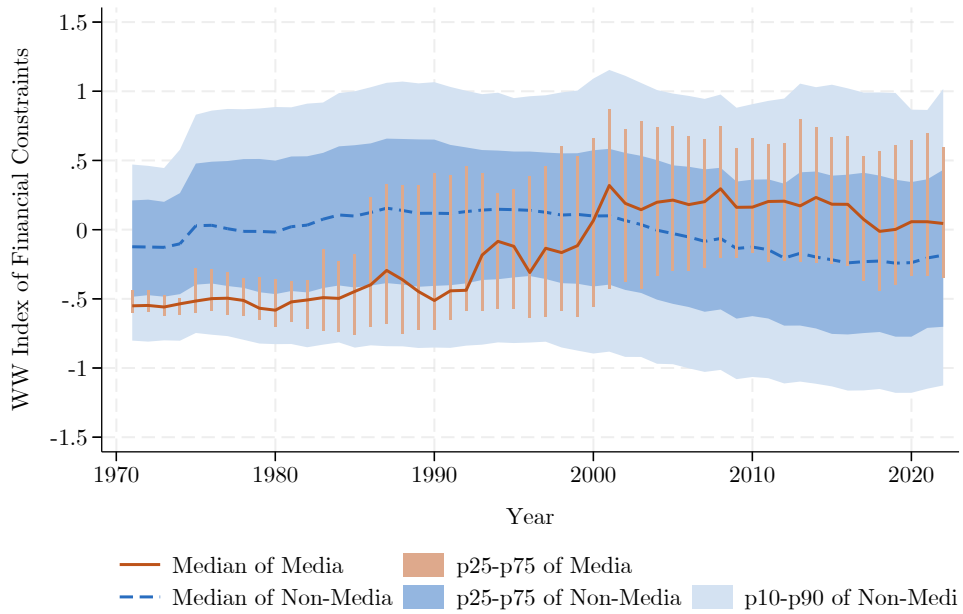 WW Index of Financial Constraints
1.5
1
.5
0
-.5
-1
-1.5
1970 1980 1990 2000 2010 2020
Year
Median of Media p25-p75 of Media
Median of Non-Media p25-p75 of Non-Media p10-p90 of Non-Medi